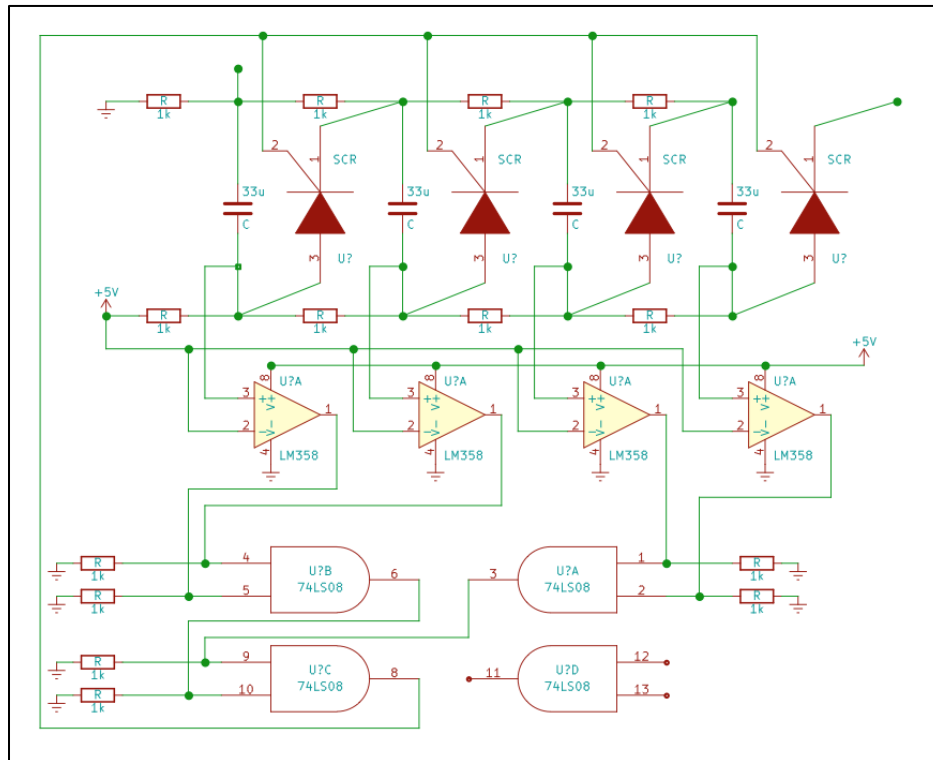 R R R R
1k 1k 1k 1k
2 1 SCR 2 1 SCR 2 1 SCR 2 1 SCR
33u 33u 33u 33u
C C C C
3 U? 3 U? 3 U? 3 U?
+5V
R R R R
1k 1k 1k 1k
+5V
8 U?A 8 U?A 8 U?A 8 U?A
3 + V+ 1 3 + V+ 1 3 + V+ 1 3 + V+ 1
2 - V- 2 - V- 2 - V- 2 - V-
4 LM358 4 LM358 4 LM358 4 LM358
R 4 U?B 6 3 U?A 1 R
1k 74LS08 74LS08 1k
R 5 2 R
1k 1k
R 9 U?C 8 11 U?D 12
1k 74LS08 74LS08
R 10 13
1k